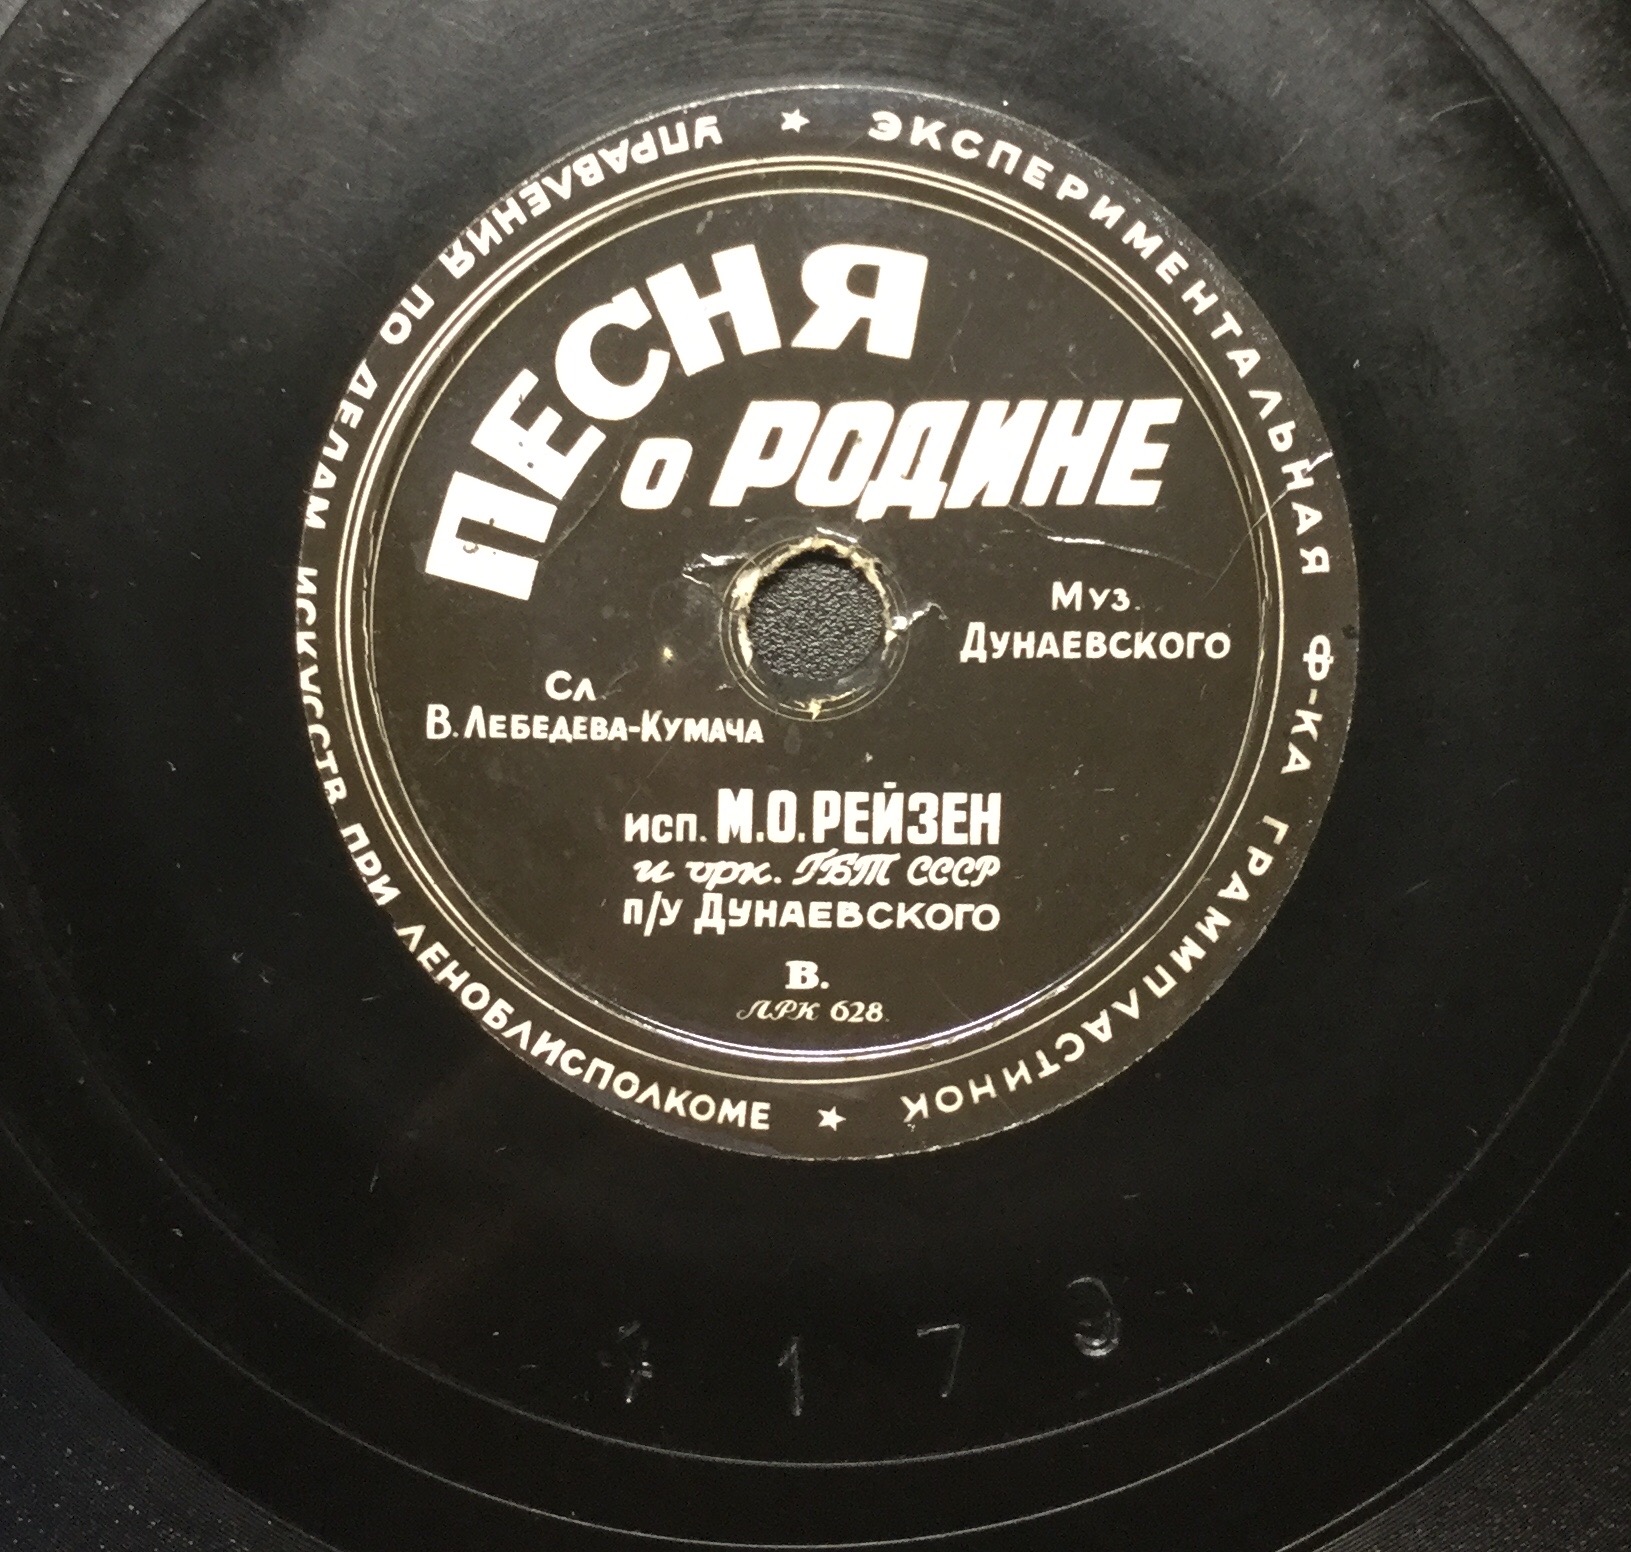 ★ ЭКСПЕРИМЕНТАЛЬНАЯ Ф-КА ГРАММПЛАСТИНОК ★
УПРАВЛЕНИЯ ПО ДЕЛАМ ИСКУССТВ ПРИ ЛЕНОБЛИСПОЛКОМЕ
ПЕСНЯ
о РОДИНЕ
Муз.
Дунаевского
Сл.
В. Лебедева-Кумача
исп. М.О. РЕЙЗЕН
и орк. ГБТ СССР
п/у Дунаевского
В.
ЛРК 628.